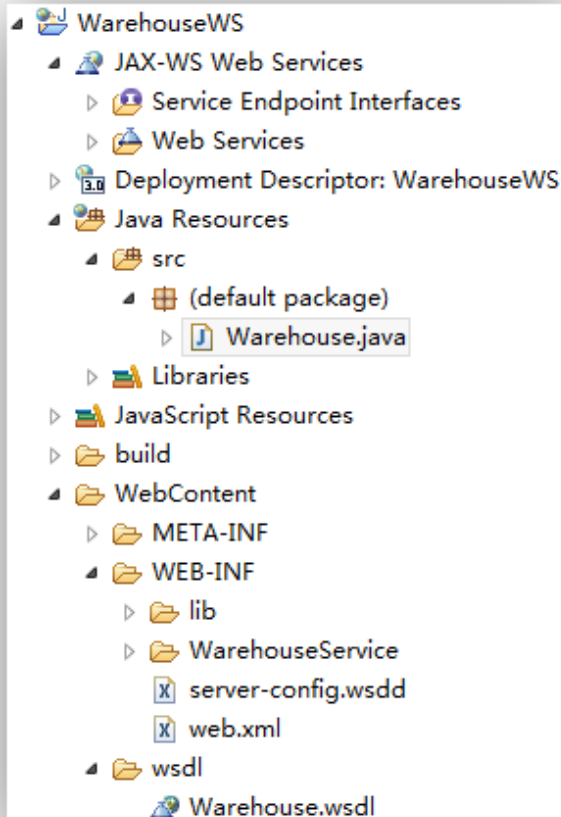 WarehouseWS
JAX-WS Web Services
Service Endpoint Interfaces
Web Services
3.0 Deployment Descriptor: WarehouseWS
Java Resources
src
(default package)
J Warehouse.java
Libraries
JavaScript Resources
build
WebContent
META-INF
WEB-INF
lib
WarehouseService
X server-config.wsdd
X web.xml
wsdl
Warehouse.wsdl